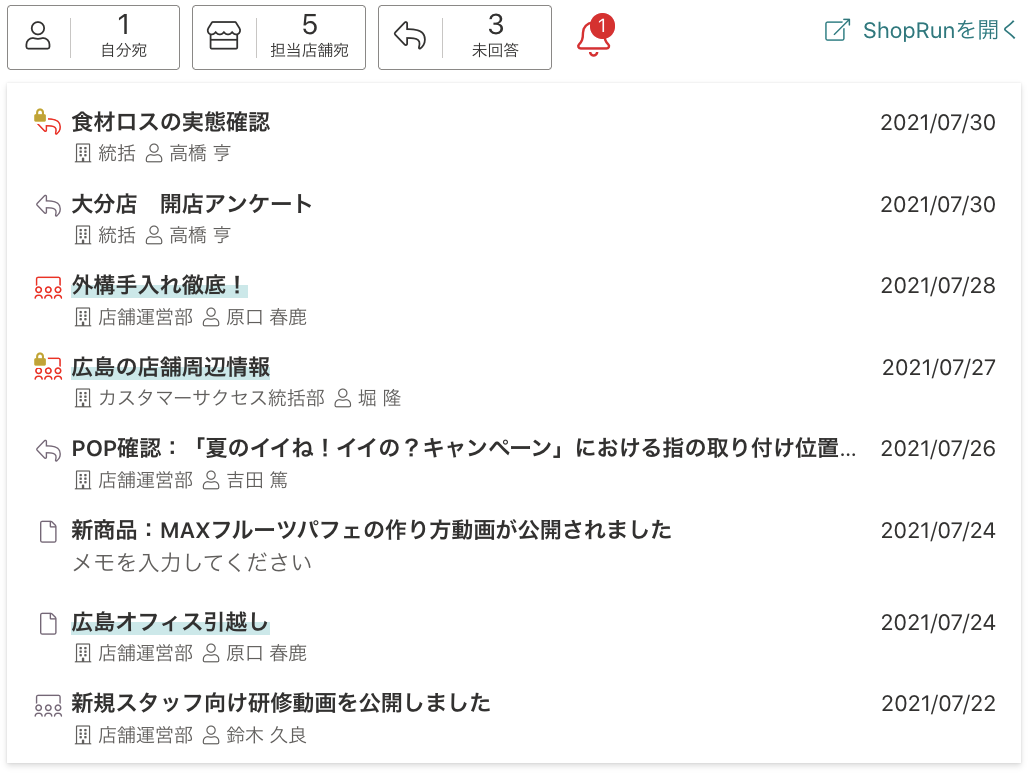 1
自分宛
5
担当店舗宛
3
未回答
1
ShopRunを開く
食材ロスの実態確認 2021/07/30
統括 高橋 亨
大分店　開店アンケート 2021/07/30
統括 高橋 亨
外構手入れ徹底！ 2021/07/28
店舗運営部 原口 春鹿
広島の店舗周辺情報 2021/07/27
カスタマーサクセス統括部 堀 隆
POP確認：「夏のイイね！イイの？キャンペーン」における指の取り付け位置... 2021/07/26
店舗運営部 吉田 篤
新商品：MAXフルーツパフェの作り方動画が公開されました 2021/07/24
メモを入力してください
広島オフィス引越し 2021/07/24
店舗運営部 原口 春鹿
新規スタッフ向け研修動画を公開しました 2021/07/22
店舗運営部 鈴木 久良